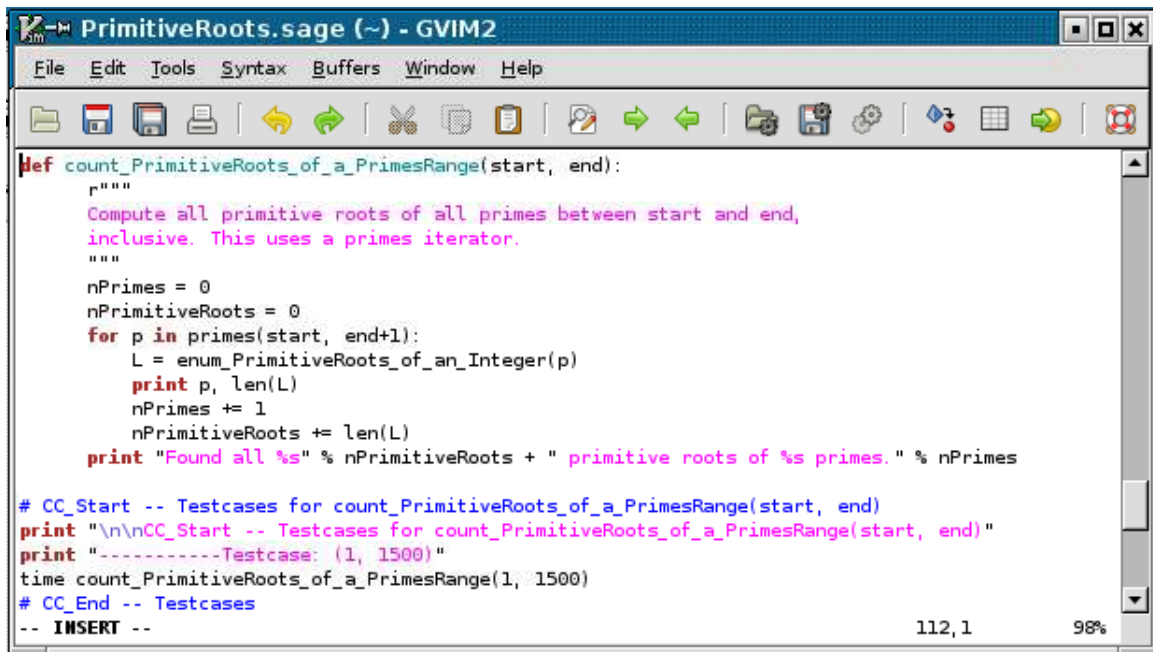 PrimitiveRoots.sage (~) - GVIM2
File Edit Tools Syntax Buffers Window Help
def count_PrimitiveRoots_of_a_PrimesRange(start, end):
r"""
Compute all primitive roots of all primes between start and end,
inclusive. This uses a primes iterator.
"""
nPrimes = 0
nPrimitiveRoots = 0
for p in primes(start, end+1):
L = enum_PrimitiveRoots_of_an_Integer(p)
print p, len(L)
nPrimes += 1
nPrimitiveRoots += len(L)
print "Found all %s" % nPrimitiveRoots + " primitive roots of %s primes." % nPrimes
# CC_Start -- Testcases for count_PrimitiveRoots_of_a_PrimesRange(start, end)
print "\n\nCC_Start -- Testcases for count_PrimitiveRoots_of_a_PrimesRange(start, end)"
print "-----------Testcase: (1, 1500)"
time count_PrimitiveRoots_of_a_PrimesRange(1, 1500)
# CC_End -- Testcases
-- INSERT -- 112,1 98%